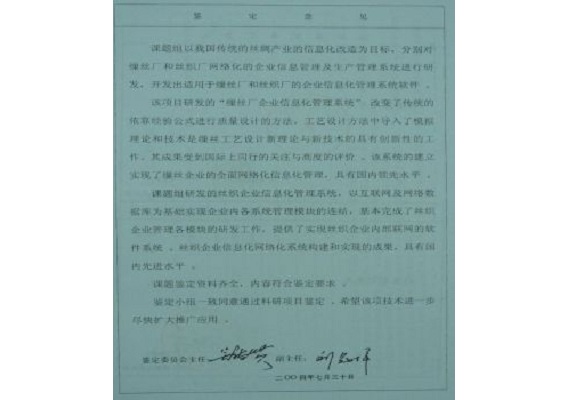 鉴 定 意 见
课题组以我国传统的丝绸产业的信息化改造为目标，分别对
缫丝厂和丝织厂网络化的企业信息管理及生产管理系统进行研
发，开发出适用于缫丝厂和丝织厂的企业信息化管理系统软件。
该项目研发的“缫丝厂企业信息化管理系统”改变了传统的
依靠经验公式进行质量设计的方法，工艺设计方法中导入了模拟
理论和技术是缫丝工艺设计新理论与新技术的具有创新性的工
作，其成果受到国际上同行的关注与高度的评价。该系统的建立
实现了缫丝企业的全面网络化信息化管理，具有国内领先水平。
课题组研发的丝织企业信息化管理系统，以互联网及网络数
据库为基础实现企业内各系统管理模块的连结，基本完成了丝织
企业管理各模块的研发工作，提供了实现丝织企业内部联网的软
件系统。丝织企业信息化网络化系统构建和实现的成果，具有国
内先进水平。
课题鉴定资料齐全，内容符合鉴定要求。
鉴定小组一致同意通过科研项目鉴定，希望该项技术进一步
尽快扩大推广应用。
鉴定委员会主任： 副主任：
二〇〇四年七月三十日